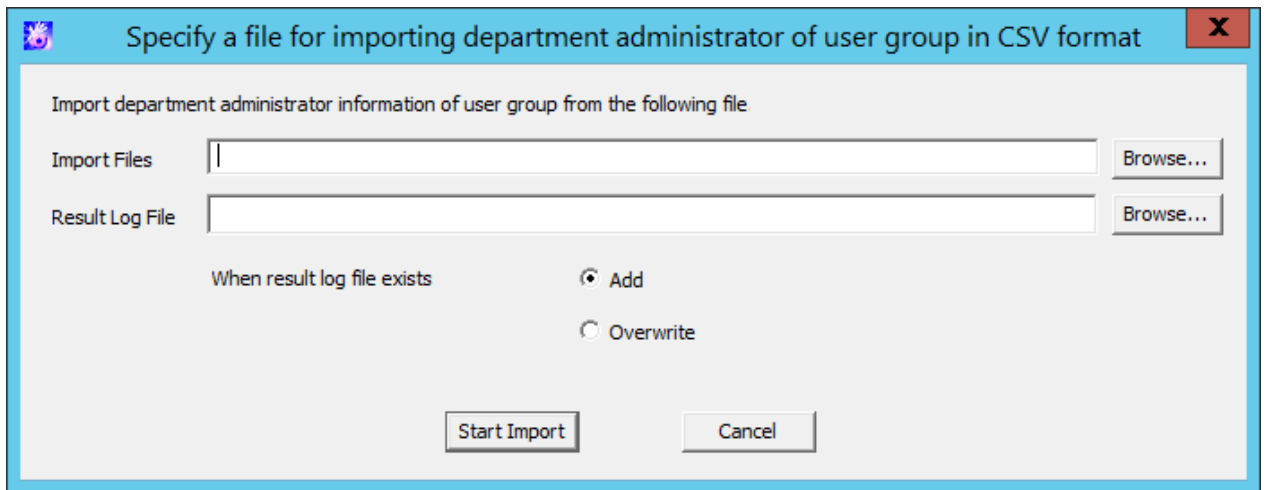 Specify a file for importing department administrator of user group in CSV format
X
Import department administrator information of user group from the following file
Import Files
Browse...
Result Log File
Browse...
When result log file exists
Add
Overwrite
Start Import
Cancel